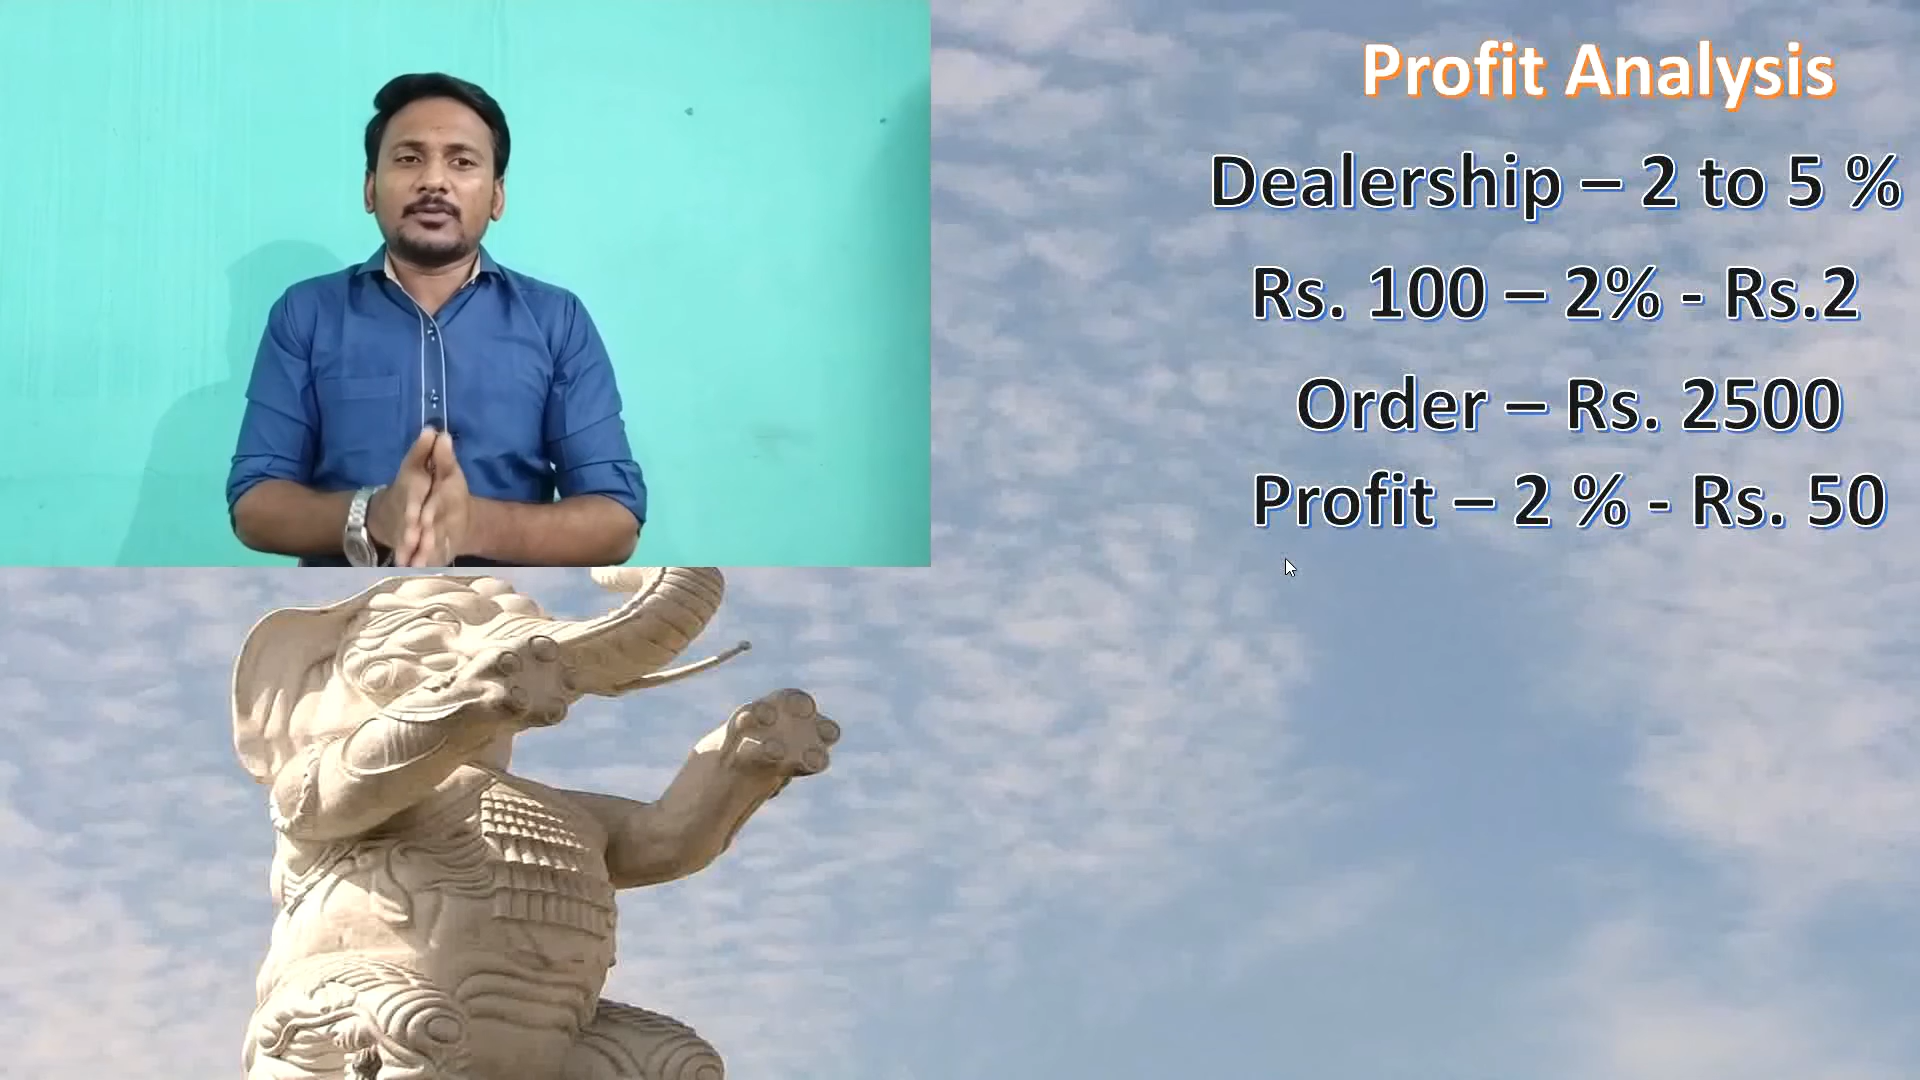 Profit Analysis
Dealership – 2 to 5 %
Rs. 100 – 2% - Rs.2
Order – Rs. 2500
Profit – 2 % - Rs. 50